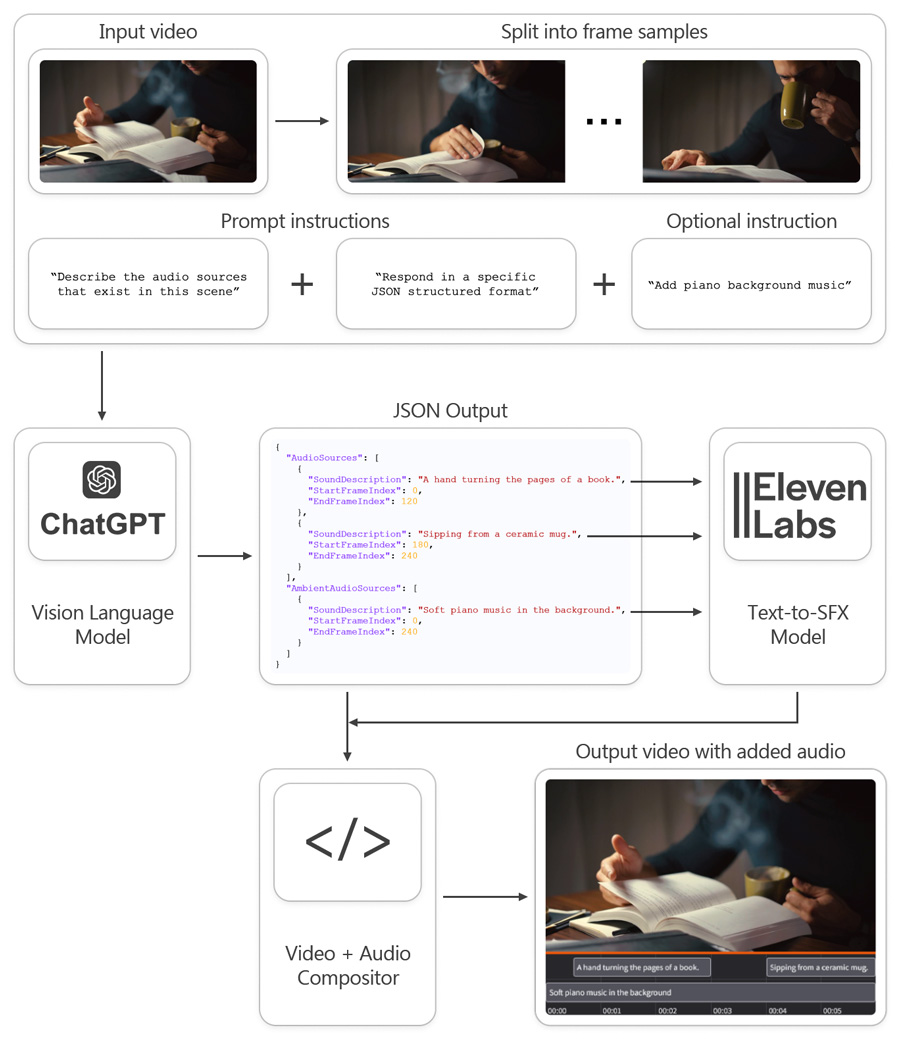 Input video
Split into frame samples
...
Prompt instructions
Optional instruction
“Describe the audio sources
that exist in this scene”
+
“Respond in a specific
JSON structured format”
+
“Add piano background music”
JSON Output
ChatGPT
Vision Language
Model
{
"AudioSources": [
{
"SoundDescription": "A hand turning the pages of a book.",
"StartFrameIndex": 0,
"EndFrameIndex": 120
},
{
"SoundDescription": "Sipping from a ceramic mug.",
"StartFrameIndex": 180,
"EndFrameIndex": 240
}
],
"AmbientAudioSources": [
{
"SoundDescription": "Soft piano music in the background.",
"StartFrameIndex": 0,
"EndFrameIndex": 240
}
]
}
||Eleven
Labs
Text-to-SFX
Model
</>
Video + Audio
Compositor
Output video with added audio
A hand turning the pages of a book.
Sipping from a ceramic mug.
Soft piano music in the background
00:00 00:01 00:02 00:03 00:04 00:05